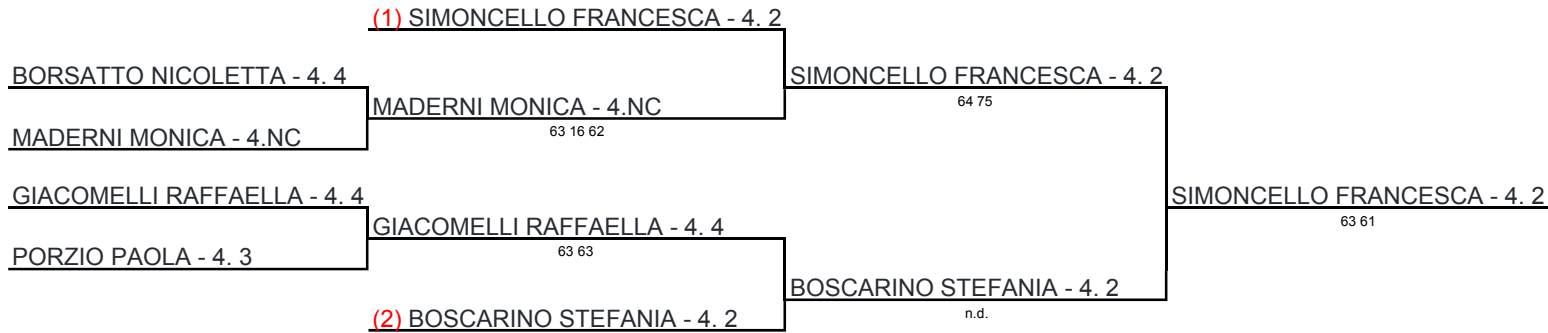 (1) SIMONCELLO FRANCESCA - 4. 2
BORSATTO NICOLETTA - 4. 4
SIMONCELLO FRANCESCA - 4. 2
64 75
MADERNI MONICA - 4.NC
63 16 62
MADERNI MONICA - 4.NC
GIACOMELLI RAFFAELLA - 4. 4
SIMONCELLO FRANCESCA - 4. 2
63 61
GIACOMELLI RAFFAELLA - 4. 4
63 63
PORZIO PAOLA - 4. 3
BOSCARINO STEFANIA - 4. 2
n.d.
(2) BOSCARINO STEFANIA - 4. 2